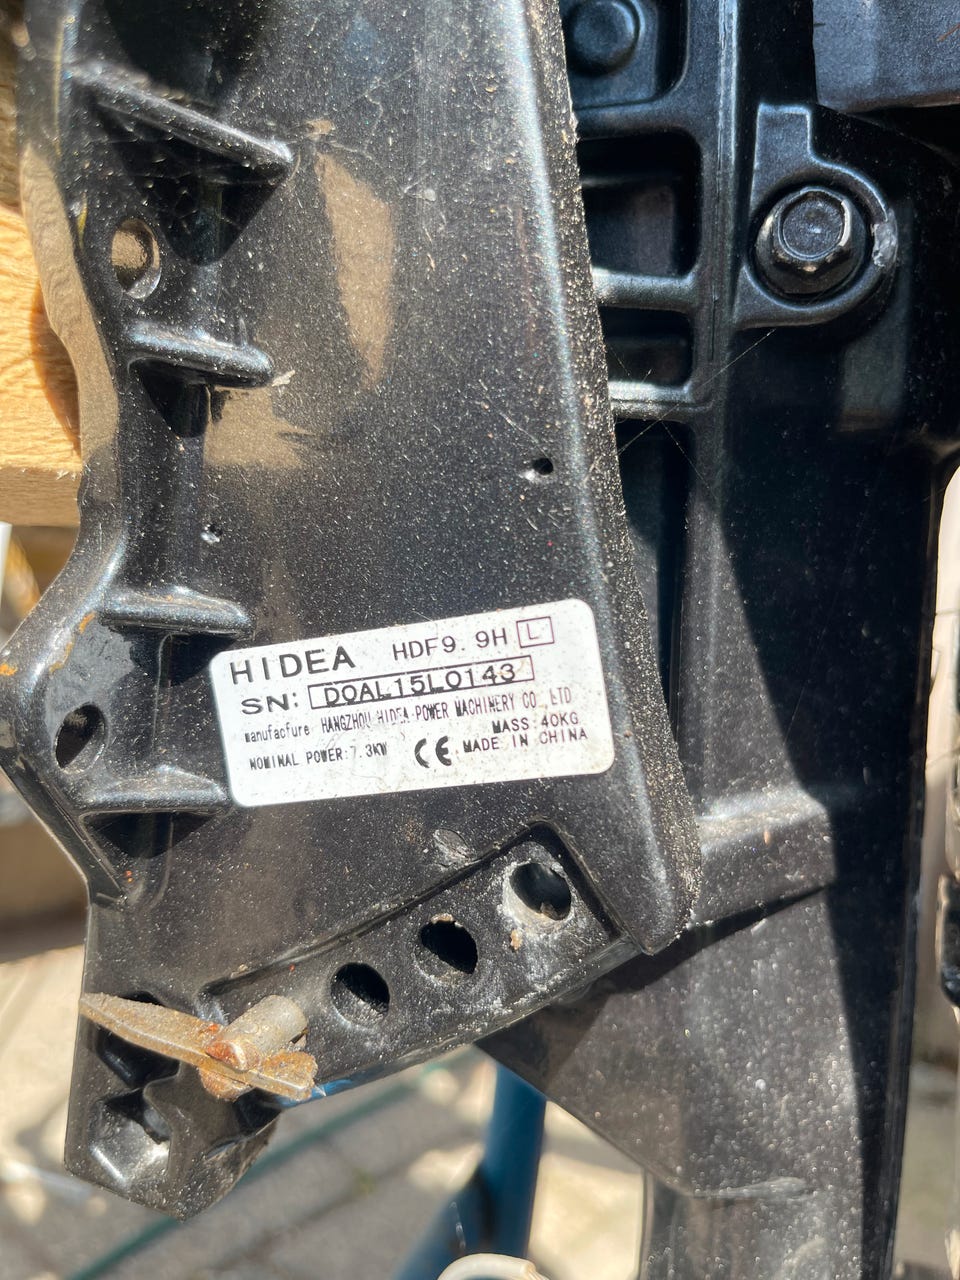 HIDEA HDF9.9H L
SN: DOAL15L0143
manufacfure HANGZHOU HIDEA POWER MACHINERY CO.,LTD
MASS:40KG
NOMINAL POWER:7.3KW CE MADE IN CHINA